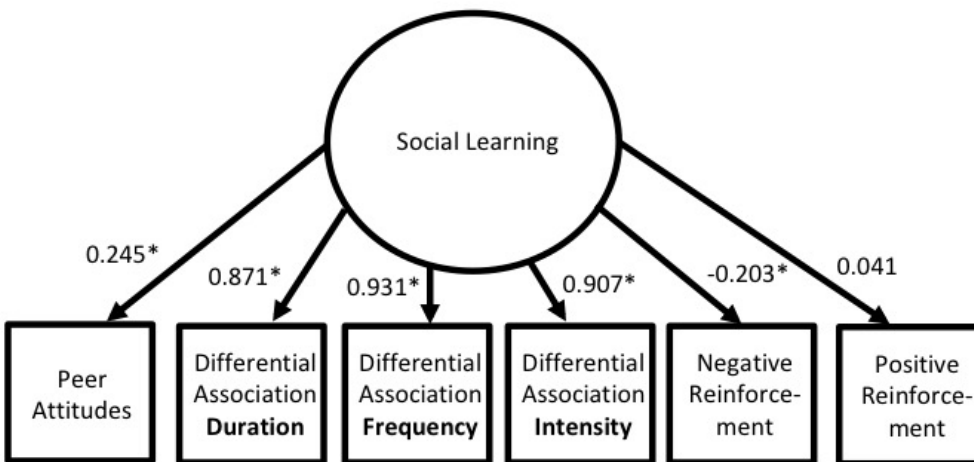 Social Learning
0.245*
0.871*
0.931*
0.907*
-0.203*
0.041
Peer
Attitudes
Differential
Association
Duration
Differential
Association
Frequency
Differential
Association
Intensity
Negative
Reinforce-
ment
Positive
Reinforce-
ment